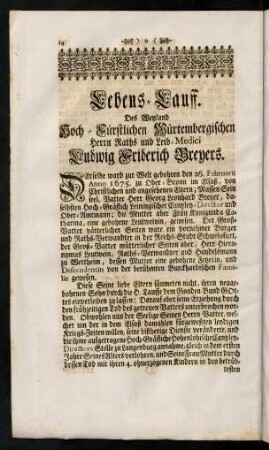 14
Lebens-Lauff.
Des Weyland
Hoch-Fürstlichen Würtembergischen
Herrn Raths und Leib-Medici
Ludwig Friderich Breyers.
DErselbe ward zur Welt gebohren den 26. Februarii
Anno 1675. zu Ober-Bronn im Elsaß, von
Christlichen und angesehenen Eltern; Massen Sein
seel. Vatter Herr Georg Leonhard Breyer, da-
selbsten Hoch-Gräflich Leiningischer Cantzley-Director und
Ober-Amtmann; die Mutter aber Frau Kunigunda Ca-
tharina, eine gebohrne Leutwein, gewesen. Der Groß-
Vatter vätterlicher Seiten ware ein vornehmer Burger
und Raths-Verwandter in der Reichs-Stadt Schweinfurt,
der Groß-Vatter mütterlicher Seiten aber, Herr Hiero-
nymus Leutwein, Raths-Verwandter und Handelsmann
zu Wertheim, dessen Mutter eine gebohrne
Descendentin von der berühmten Burckhardischen Fami-
lie gewesen.
Diese Seine liebe Eltern säumeten nicht, ihren neuge-
bohrnen Sohn durch die H. Tauffe dem Gnaden-Bund GOt-
tes einverleiben zu lassen; Darauf aber seine Erziehung durch
den frühzeitigen Tod des getreuen Vatters unterbrochen wor-
den. Obwohlen nun der Seelige Seinen Herrn Vatter, wel-
cher um der in dem Elsaß damahlen fürgewesten leydigen
Kriegs-Zeiten willen, seine bißherige Dienste veränderte, und
die ihme aufgetragene Hoch-Gräfliche Hohenlohische Cantzley-
Directors Stelle zu Langenburg annahme, gleich in dem ersten
Jahre Seines Alters verlohren, und Seine Frau Mutter durch
dessen Tod mit ihren 4. ohnerzogenen Kindern in den betrüb-
testen